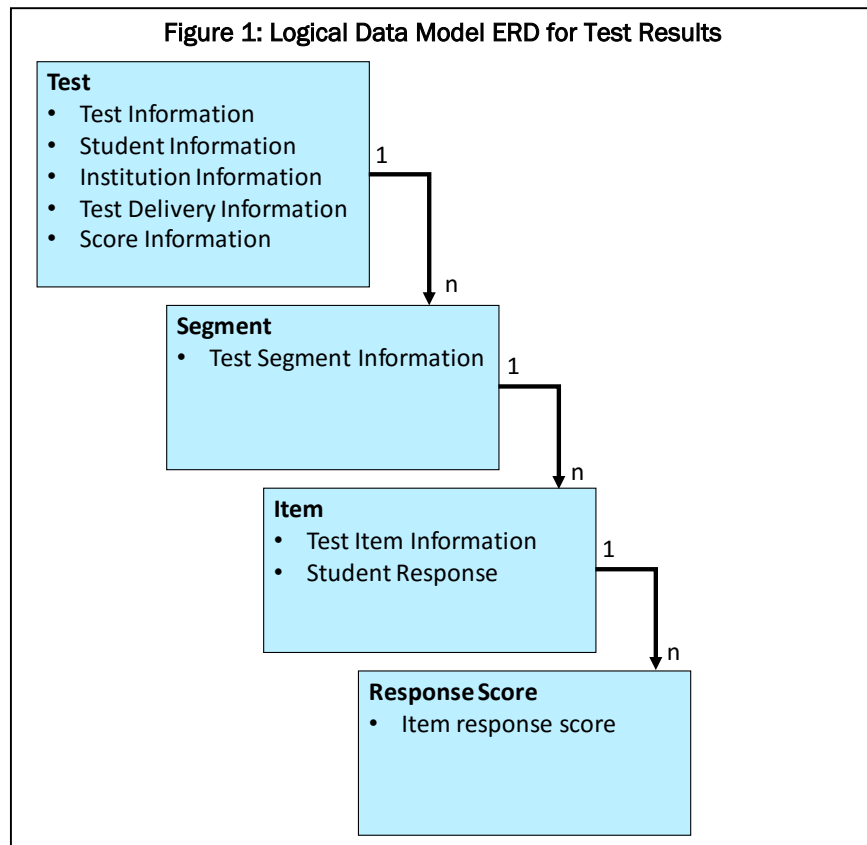 Figure 1: Logical Data Model ERD for Test Results
Test
• Test Information
• Student Information
• Institution Information
• Test Delivery Information
• Score Information
1
n
Segment
• Test Segment Information
1
n
Item
• Test Item Information
• Student Response
1
n
Response Score
• Item response score